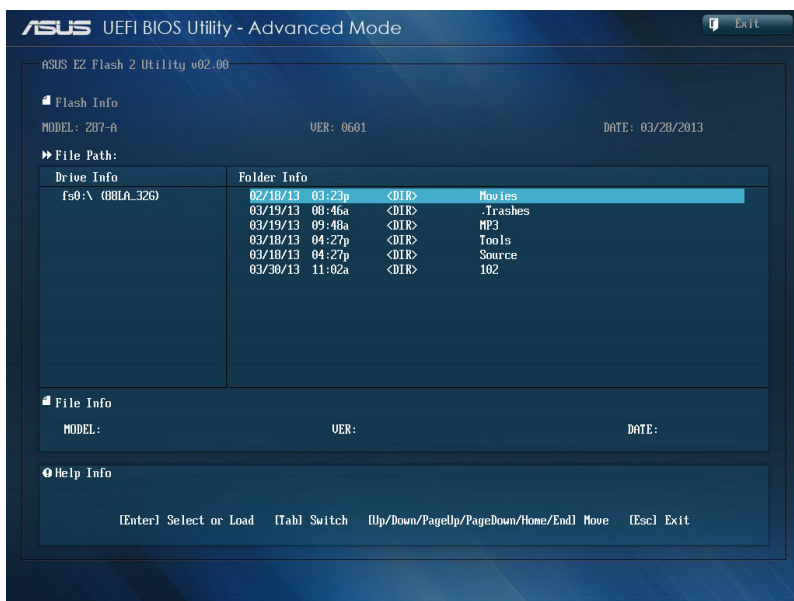 ASUS UEFI BIOS Utility - Advanced Mode
Exit
ASUS EZ Flash 2 Utility v02.00
Flash Info
MODEL: Z87-A VER: 0601 DATE: 03/28/2013
File Path:
Drive Info Folder Info
fs0:\ (88LA_32G) 02/18/13 03:23p <DIR> Movies
03/19/13 08:46a <DIR> .Trashes
03/19/13 09:48a <DIR> MP3
03/18/13 04:27p <DIR> Tools
03/18/13 04:27p <DIR> Source
03/30/13 11:02a <DIR> 102
File Info
MODEL: VER: DATE:
Help Info
[Enter] Select or Load [Tab] Switch [Up/Down/PageUp/PageDown/Home/End] Move [Esc] Exit